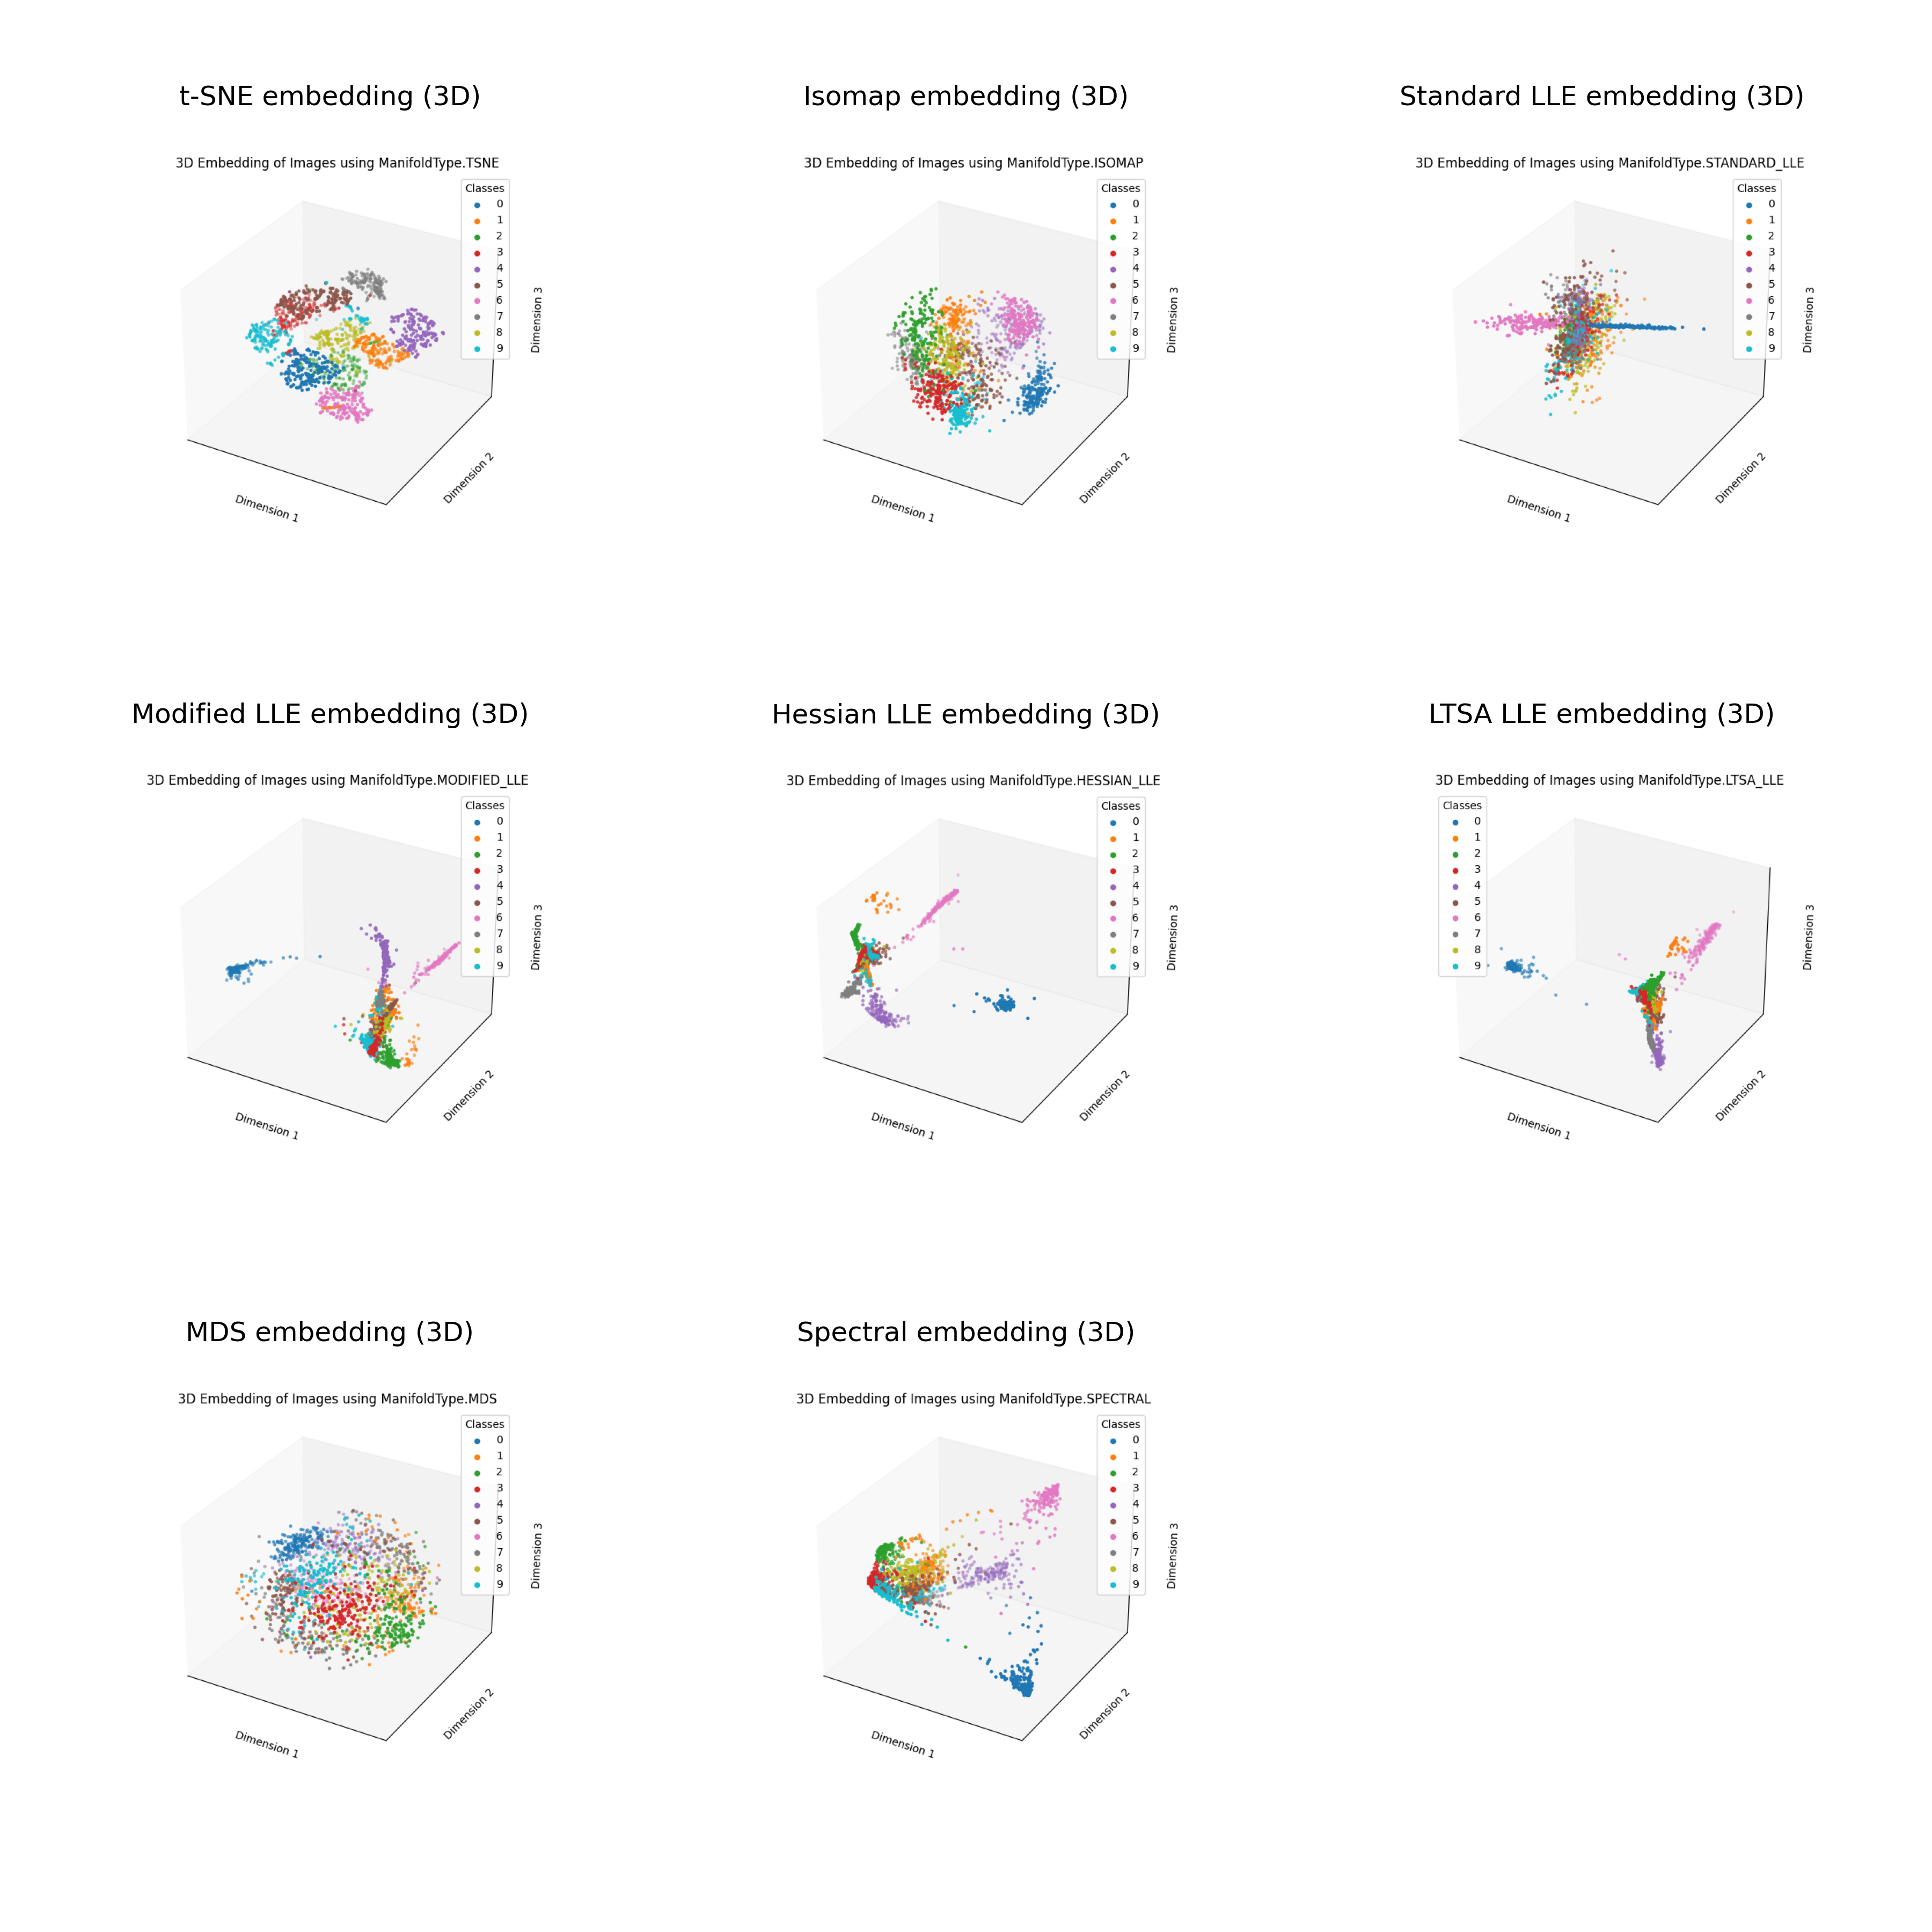 t-SNE embedding (3D)
3D Embedding of Images using ManifoldType.TSNE
Classes
0
1
2
3
4
5
6
7
8
9
Dimension 1
Dimension 2
Dimension 3
Isomap embedding (3D)
3D Embedding of Images using ManifoldType.ISOMAP
Classes
0
1
2
3
4
5
6
7
8
9
Dimension 1
Dimension 2
Dimension 3
Standard LLE embedding (3D)
3D Embedding of Images using ManifoldType.STANDARD_LLE
Classes
0
1
2
3
4
5
6
7
8
9
Dimension 1
Dimension 2
Dimension 3
Modified LLE embedding (3D)
3D Embedding of Images using ManifoldType.MODIFIED_LLE
Classes
0
1
2
3
4
5
6
7
8
9
Dimension 1
Dimension 2
Dimension 3
Hessian LLE embedding (3D)
3D Embedding of Images using ManifoldType.HESSIAN_LLE
Classes
0
1
2
3
4
5
6
7
8
9
Dimension 1
Dimension 2
Dimension 3
LTSA LLE embedding (3D)
3D Embedding of Images using ManifoldType.LTSA_LLE
Classes
0
1
2
3
4
5
6
7
8
9
Dimension 1
Dimension 2
Dimension 3
MDS embedding (3D)
3D Embedding of Images using ManifoldType.MDS
Classes
0
1
2
3
4
5
6
7
8
9
Dimension 1
Dimension 2
Dimension 3
Spectral embedding (3D)
3D Embedding of Images using ManifoldType.SPECTRAL
Classes
0
1
2
3
4
5
6
7
8
9
Dimension 1
Dimension 2
Dimension 3